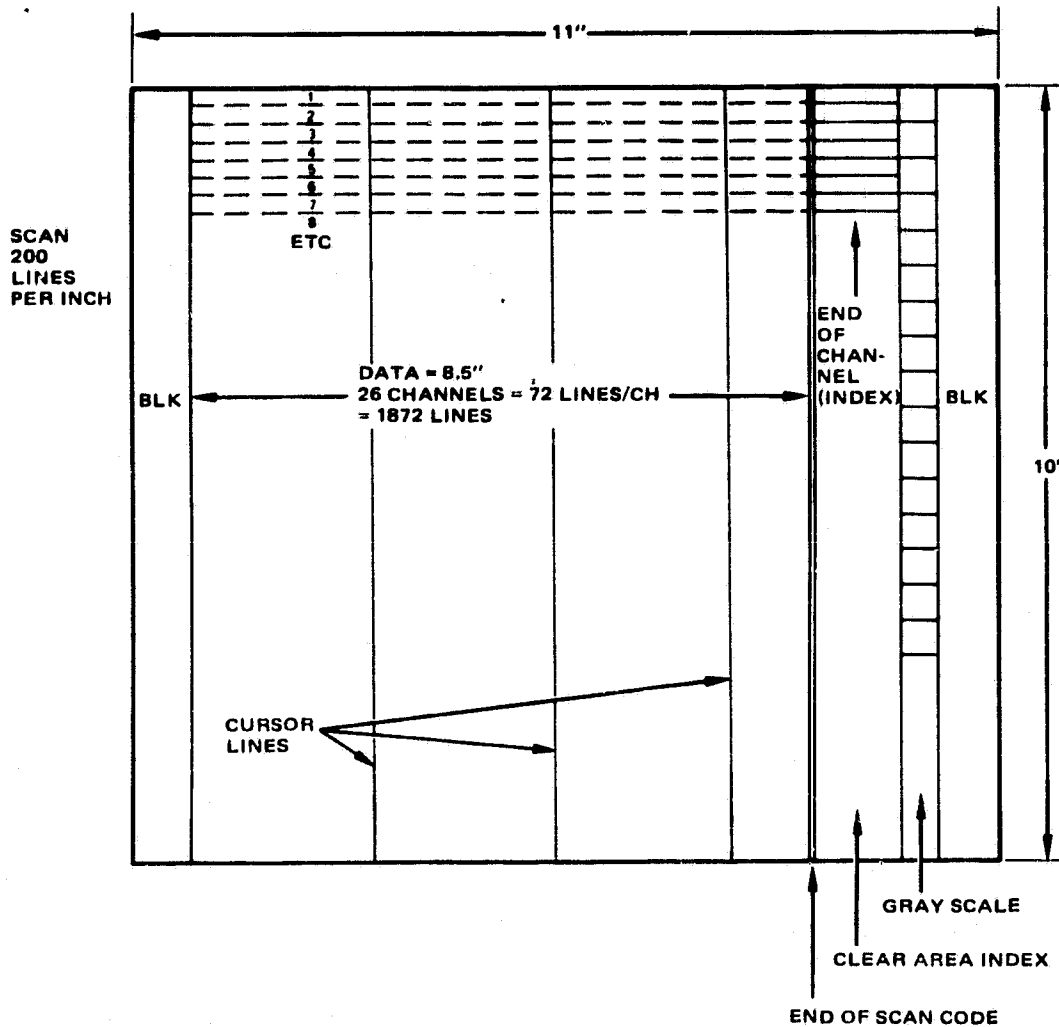 11"
1
2
3
4
5
6
7
8
ETC
SCAN
200
LINES
PER INCH
BLK
DATA = 8.5"
26 CHANNELS = 72 LINES/CH
= 1872 LINES
END
OF
CHAN-
NEL
(INDEX)
BLK
10"
CURSOR
LINES
GRAY SCALE
CLEAR AREA INDEX
END OF SCAN CODE